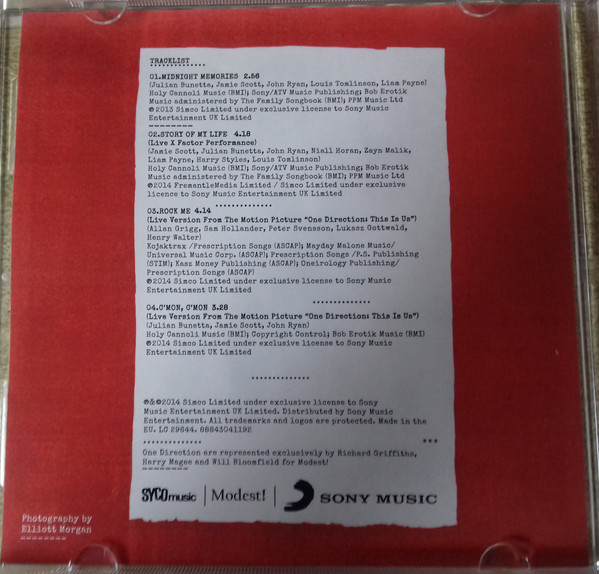 TRACKLIST
01.MIDNIGHT MEMORIES 2.56
(Julian Bunetta, Jamie Scott, John Ryan, Louis Tomlinson, Liam Payne)
Holy Cannoli Music (BMI); Sony/ATV Music Publishing; Bob Erotik
Music administered by The Family Songbook (BMI); PPM Music Ltd
℗2013 Simco Limited under exclusive license to Sony Music
Entertainment UK Limited
02.STORY OF MY LIFE 4.18
(Live X Factor Performance)
(Jamie Scott, Julian Bunetta, John Ryan, Niall Horan, Zayn Malik,
Liam Payne, Harry Styles, Louis Tomlinson)
Holy Cannoli Music (BMI); Sony/ATV Music Publishing; Bob Erotik
Music administered by The Family Songbook (BMI); PPM Music Ltd
℗2014 FremantleMedia Limited / Simco Limited under exclusive
licence to Sony Music Entertainment UK Limited
03.ROCK ME 4.14
(Live Version From The Motion Picture “One Direction: This Is Us”)
(Allan Grigg, Sam Hollander, Peter Svensson, Lukasz Gottwald,
Henry Walter)
Kojaktrax /Prescription Songs (ASCAP); Mayday Malone Music/
Universal Music Corp. (ASCAP); Prescription Songs /P.S. Publishing
(STIM); Kasz Money Publishing (ASCAP); Oneirology Publishing/
Prescription Songs (ASCAP)
℗2014 Simco Limited under exclusive license to Sony Music
Entertainment UK Limited
04.C'MON, C'MON 3.28
(Live Version From The Motion Picture “One Direction: This Is Us”)
(Julian Bunetta, Jamie Scott, John Ryan)
Holy Cannoli Music (BMI); Copyright Control; Bob Erotik Music (BMI)
℗2014 Simco Limited under exclusive license to Sony Music
Entertainment UK Limited
℗&©2014 Simco Limited under exclusive license to Sony
Music Entertainment UK Limited. Distributed by Sony Music
Entertainment. All trademarks and logos are protected. Made in the
EU. LC 29644. 88843041192
***
One Direction are represented exclusively by Richard Griffiths,
Harry Magee and Will Bloomfield for Modest!
SYCOmusic | Modest! | SONY MUSIC
Photography by
Elliott Morgan